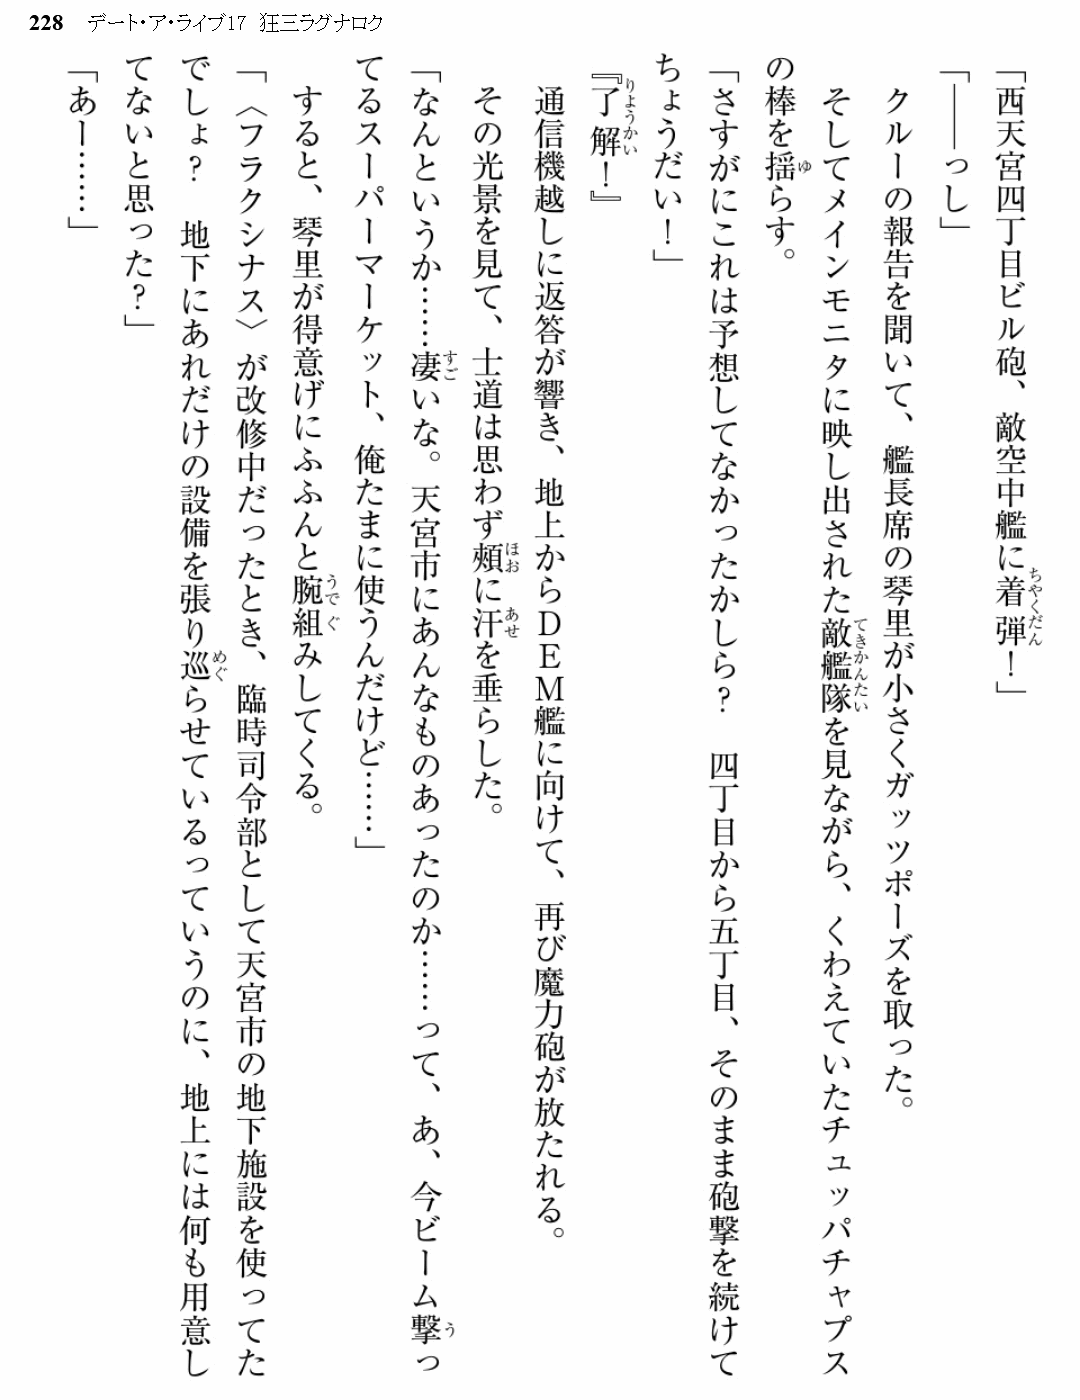 228 デート・ア・ライブ17 狂三ラグナロク
「西天宮四丁目ビル砲、敵空中艦に着弾！」
「――っし」
クルーの報告を聞いて、艦長席の琴里が小さくガッツポーズを取った。
そしてメインモニタに映し出された敵艦隊を見ながら、くわえていたチュッパチャプス
の棒を揺らす。
「さすがにこれは予想してなかったかしら？　四丁目から五丁目、そのまま砲撃を続けて
ちょうだい！」
『了解！』
通信機越しに返答が響き、地上からＤＥＭ艦に向けて、再び魔力砲が放たれる。
その光景を見て、士道は思わず頬に汗を垂らした。
「なんというか……凄いな。天宮市にあんなものあったのか……って、あ、今ビーム撃っ
てるスーパーマーケット、俺たまに使うんだけど……」
すると、琴里が得意げにふふんと腕組みしてくる。
「〈フラクシナス〉が改修中だったとき、臨時司令部として天宮市の地下施設を使ってた
でしょ？　地下にあれだけの設備を張り巡らせているっていうのに、地上には何も用意し
てないと思った？」
「あー……」